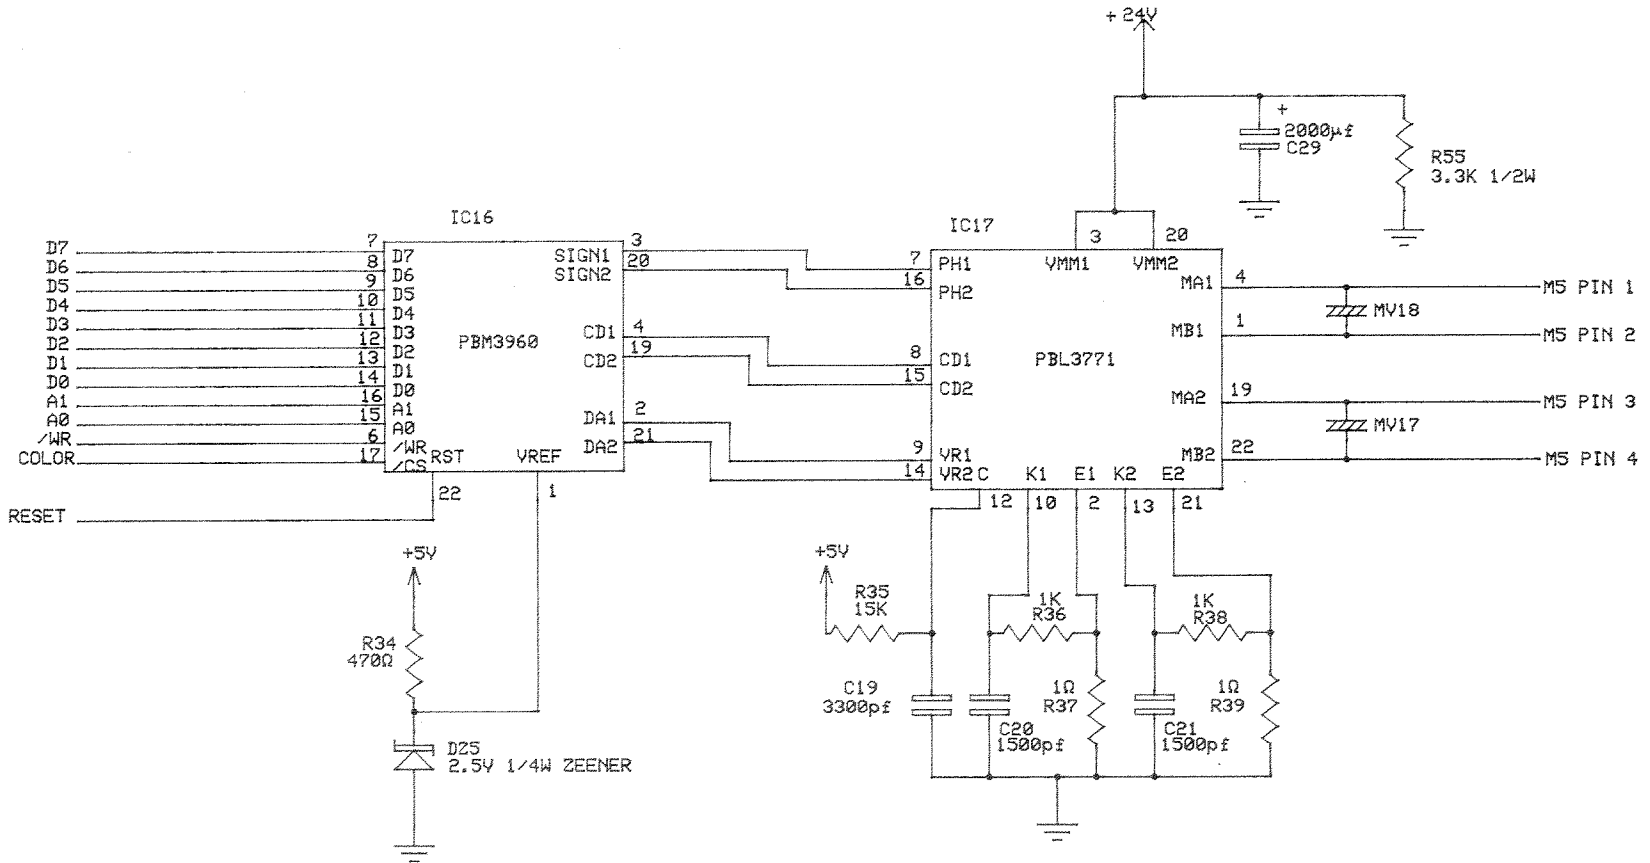 + 24V
+
2000µf
C29
R55
3.3K 1/2W
IC16
IC17
D7
D6
D5
D4
D3
D2
D1
D0
A1
A0
/WR
COLOR
RESET
7
8
9
10
11
12
13
14
16
15
6
17
D7
D6
D5
D4
D3
D2
D1
D0
A1
A0
/WR
/CS
RST
VREF
22
1
PBM3960
SIGN1
SIGN2
CD1
CD2
DA1
DA2
3
20
4
19
2
21
7
16
8
15
9
14
PH1
PH2
CD1
CD2
VR1
VR2
C
K1
E1
K2
E2
PBL3771
3
20
VMM1
VMM2
MA1
MB1
MA2
MB2
4
1
19
22
M5 PIN 1
MV18
M5 PIN 2
M5 PIN 3
MV17
M5 PIN 4
12
10
2
13
21
+5V
R34
470Ω
DZ5
2.5V 1/4W ZEENER
+5V
R35
15K
1K
R36
1K
R38
C19
3300pf
C20
1500pf
1Ω
R37
C21
1500pf
1Ω
R39